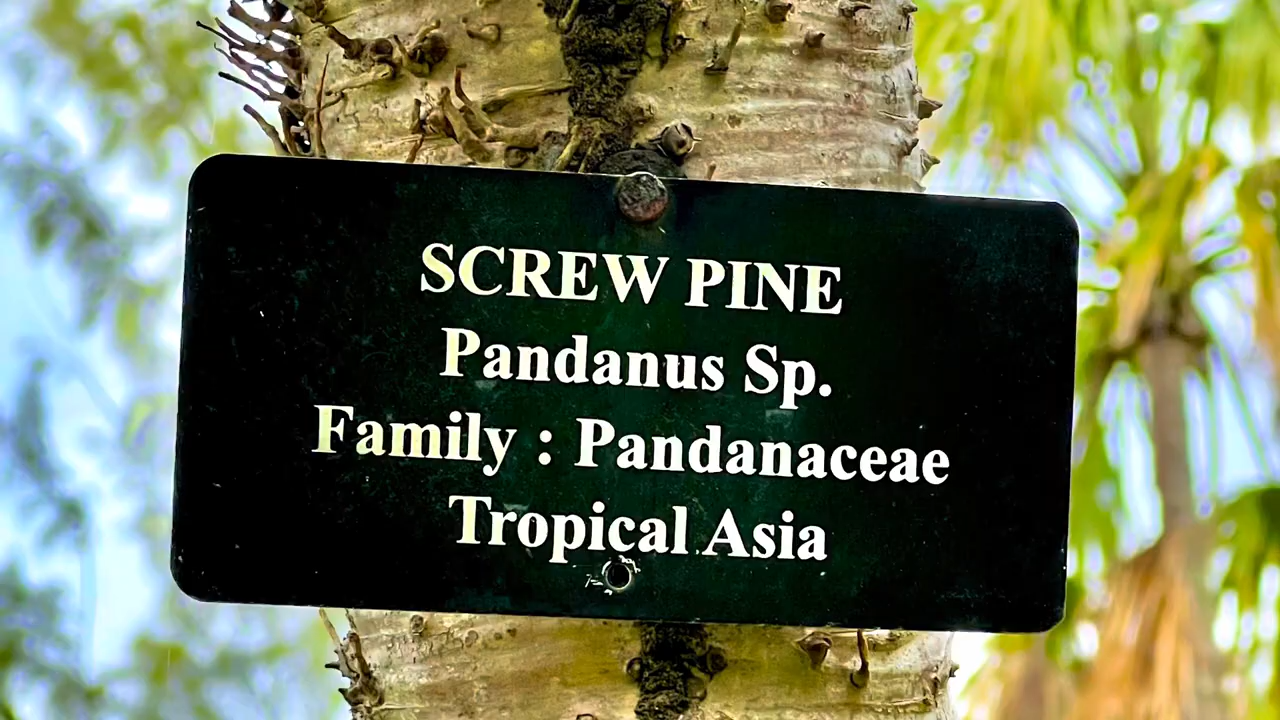 SCREW PINE
Pandanus Sp.
Family : Pandanaceae
Tropical Asia